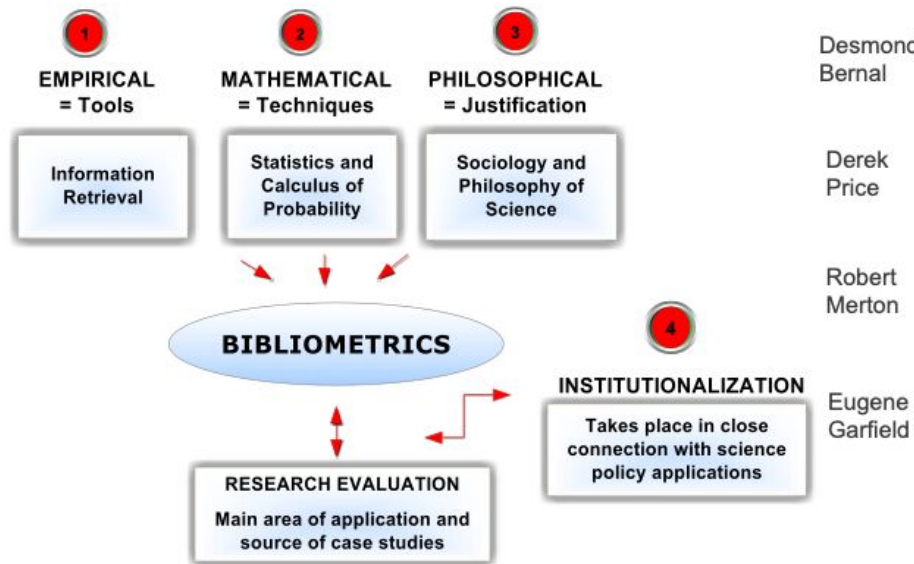 1
EMPIRICAL
= Tools
Information
Retrieval
2
MATHEMATICAL
= Techniques
Statistics and
Calculus of
Probability
3
PHILOSOPHICAL
= Justification
Sociology and
Philosophy of
Science
BIBLIOMETRICS
4
INSTITUTIONALIZATION
Takes place in close
connection with science
policy applications
RESEARCH EVALUATION
Main area of application and
source of case studies
Desmond
Bernal
Derek
Price
Robert
Merton
Eugene
Garfield